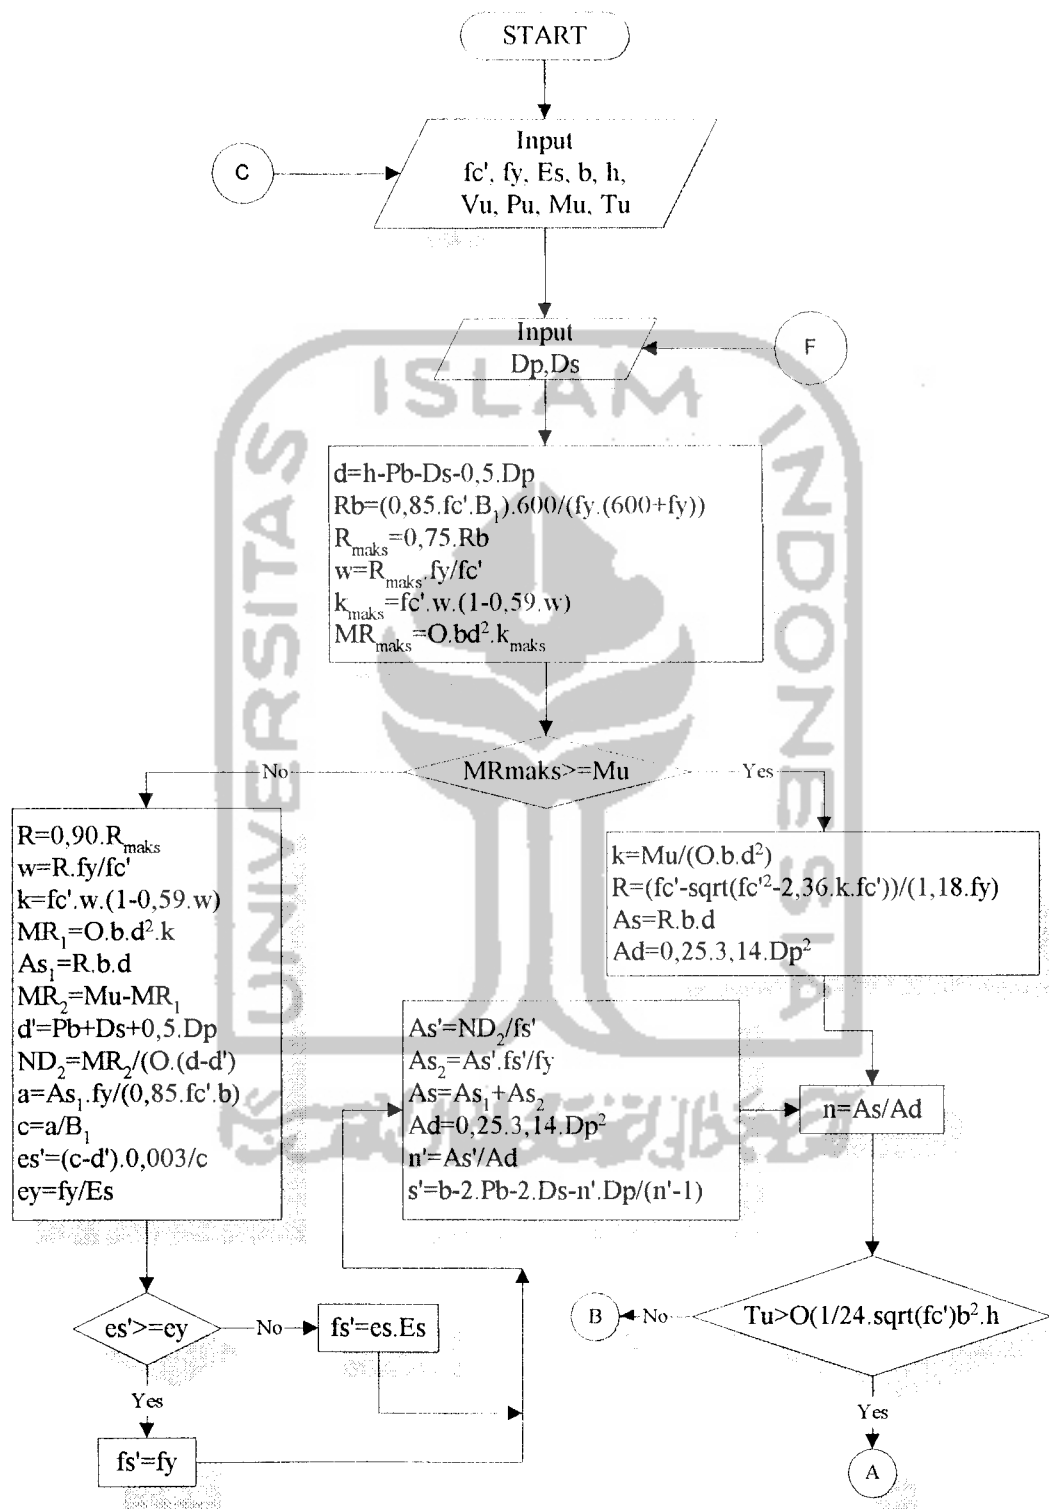 START
Input
fc', fy, Es, b, h,
Vu, Pu, Mu, Tu
C
Input
Dp,Ds
F
d=h-Pb-Ds-0,5.Dp
Rb=(0,85.fc'.B₁).600/(fy.(600+fy))
Rmaks=0,75.Rb
w=Rmaks.fy/fc'
kmaks=fc'.w.(1-0,59.w)
MRmaks=O.bd².kmaks
MRmaks>=Mu
No
Yes
R=0,90.Rmaks
w=R.fy/fc'
k=fc'.w.(1-0,59.w)
MR₁=O.b.d².k
As₁=R.b.d
MR₂=Mu-MR₁
d'=Pb+Ds+0,5.Dp
ND₂=MR₂/(O.(d-d')
a=As₁.fy/(0,85.fc'.b)
c=a/B₁
es'=(c-d').0,003/c
ey=fy/Es
k=Mu/(O.b.d²)
R=(fc'-sqrt(fc'²-2,36.k.fc'))/(1,18.fy)
As=R.b.d
Ad=0,25.3,14.Dp²
As'=ND₂/fs'
As₂=As'.fs'/fy
As=As₁+As₂
Ad=0,25.3,14.Dp²
n'=As'/Ad
s'=b-2.Pb-2.Ds-n'.Dp/(n'-1)
n=As/Ad
es'>=ey
No
fs'=es.Es
Yes
fs'=fy
Tu>O(1/24.sqrt(fc')b².h
No
B
Yes
A
UNIVERSITAS
ISLAM
INDONESIA